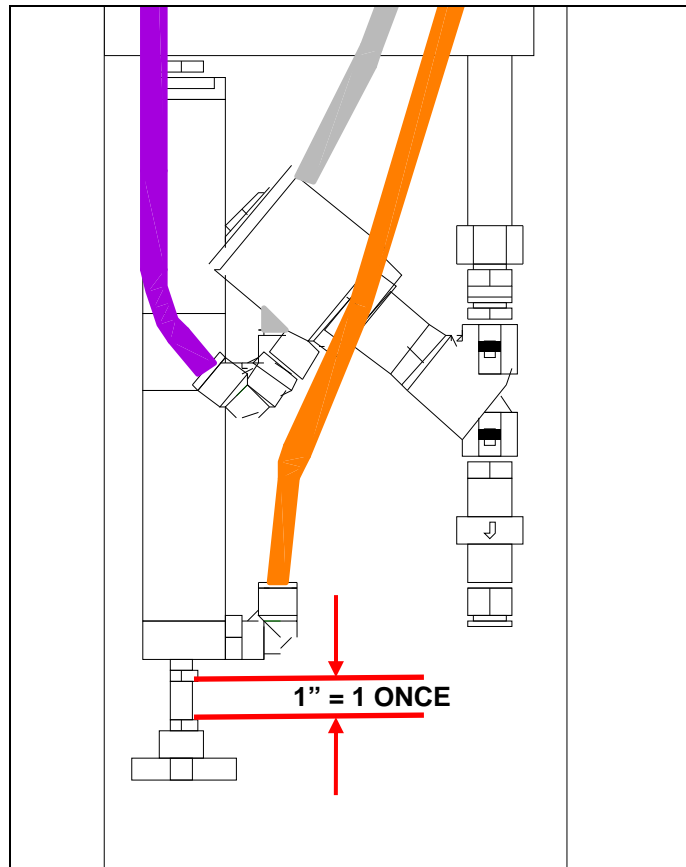 1” = 1 ONCE